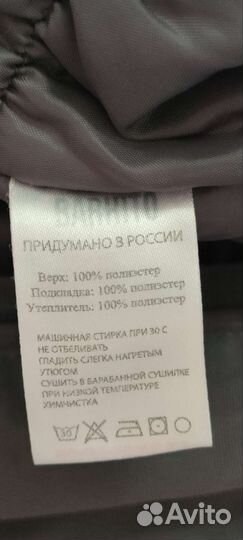 BARHITO
ПРИДУМАНО В РОССИИ
Верх: 100% полиэстер
Подкладка: 100% полиэстер
Утеплитель: 100% полиэстер
МАШИННАЯ СТИРКА ПРИ 30 С
НЕ ОТБЕЛИВАТЬ
ГЛАДИТЬ СЛЕГКА НАГРЕТЫМ
УТЮГОМ
СУШИТЬ В БАРАБАННОЙ СУШИЛКЕ
ПРИ НИЗКОЙ ТЕМПЕРАТУРЕ
ХИМЧИСТКА
30
Avito